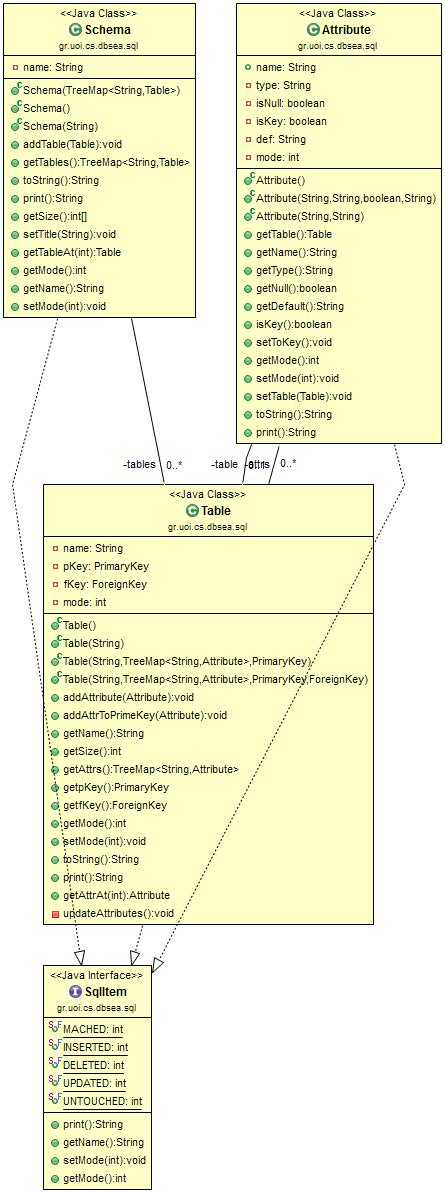 <<Java Class>>
Schema
gr.uoi.cs.dbsea.sql
name: String
Schema(TreeMap<String,Table>)
Schema()
Schema(String)
addTable(Table):void
getTables():TreeMap<String,Table>
toString():String
print():String
getSize():int[]
setTitle(String):void
getTableAt(int):Table
getMode():int
getName():String
setMode(int):void
<<Java Class>>
Attribute
gr.uoi.cs.dbsea.sql
name: String
type: String
isNull: boolean
isKey: boolean
def: String
mode: int
Attribute()
Attribute(String,String,boolean,String)
Attribute(String,String)
getTable():Table
getName():String
getType():String
getNull():boolean
getDefault():String
isKey():boolean
setToKey():void
getMode():int
setMode(int):void
setTable(Table):void
toString():String
print():String
-tables 0..*
-table 0..1
-attrs 0..*
<<Java Class>>
Table
gr.uoi.cs.dbsea.sql
name: String
pKey: PrimaryKey
fKey: ForeignKey
mode: int
Table()
Table(String)
Table(String,TreeMap<String,Attribute>,PrimaryKey)
Table(String,TreeMap<String,Attribute>,PrimaryKey,ForeignKey)
addAttribute(Attribute):void
addAttrToPrimeKey(Attribute):void
getName():String
getSize():int
getAttrs():TreeMap<String,Attribute>
getpKey():PrimaryKey
getfKey():ForeignKey
getMode():int
setMode(int):void
toString():String
print():String
getAttrAt(int):Attribute
updateAttributes():void
<<Java Interface>>
SqlItem
gr.uoi.cs.dbsea.sql
MACHED: int
INSERTED: int
DELETED: int
UPDATED: int
UNTOUCHED: int
print():String
getName():String
setMode(int):void
getMode():int